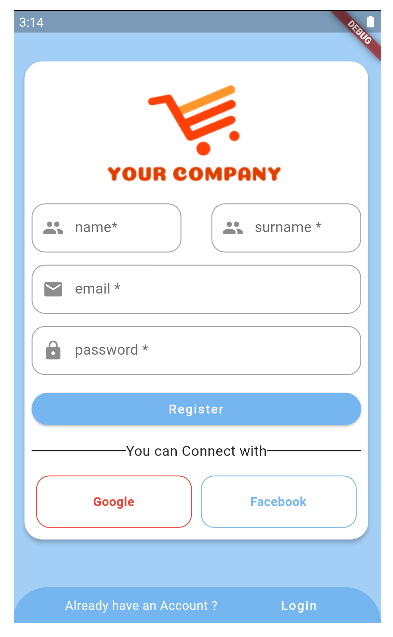 3:14
DEBUG
YOUR COMPANY
name* surname *
email *
password *
Register
You can Connect with
Google Facebook
Already have an Account ? Login